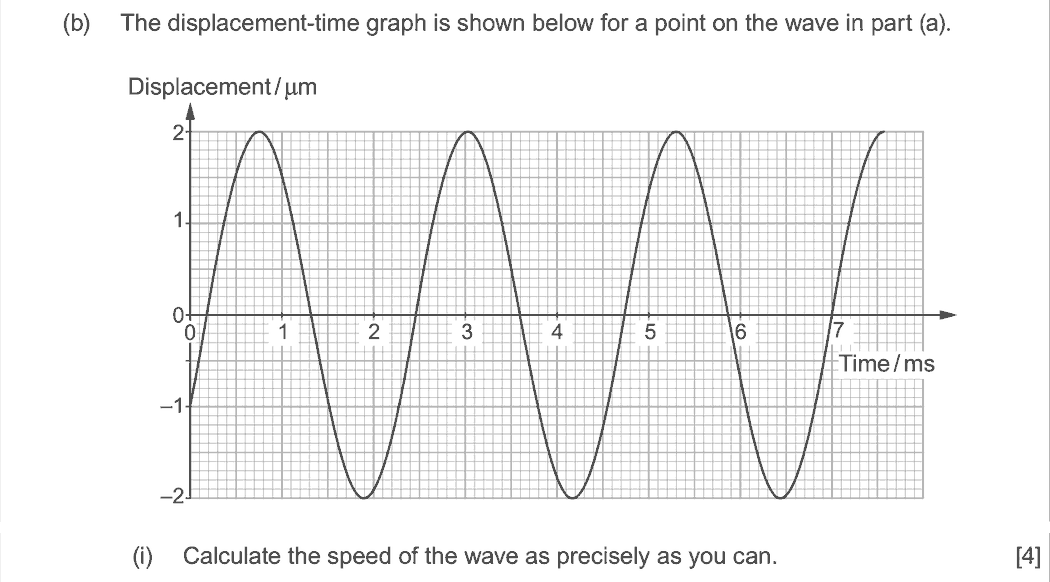 (b) The displacement-time graph is shown below for a point on the wave in part (a).
Displacement / μm
2
1
0
0 1 2 3 4 5 6 7
Time / ms
–1
–2
(i) Calculate the speed of the wave as precisely as you can. [4]